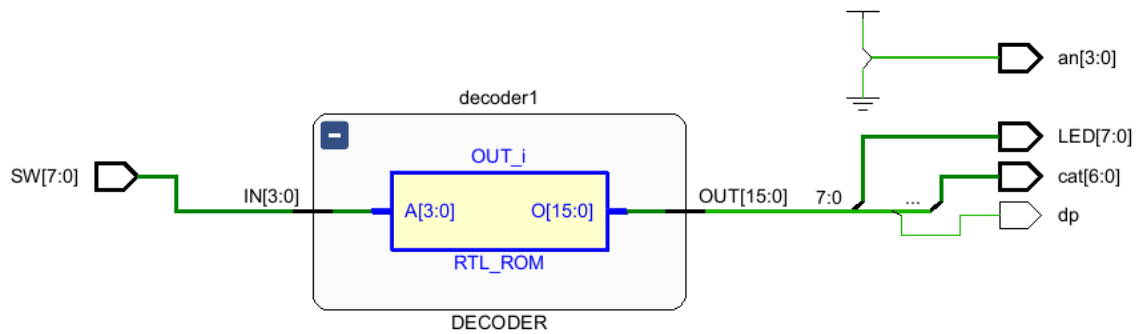 an[3:0]
decoder1
LED[7:0]
OUT_i
SW[7:0]
IN[3:0]
A[3:0]
O[15:0]
OUT[15:0]
7:0
...
cat[6:0]
dp
RTL_ROM
DECODER